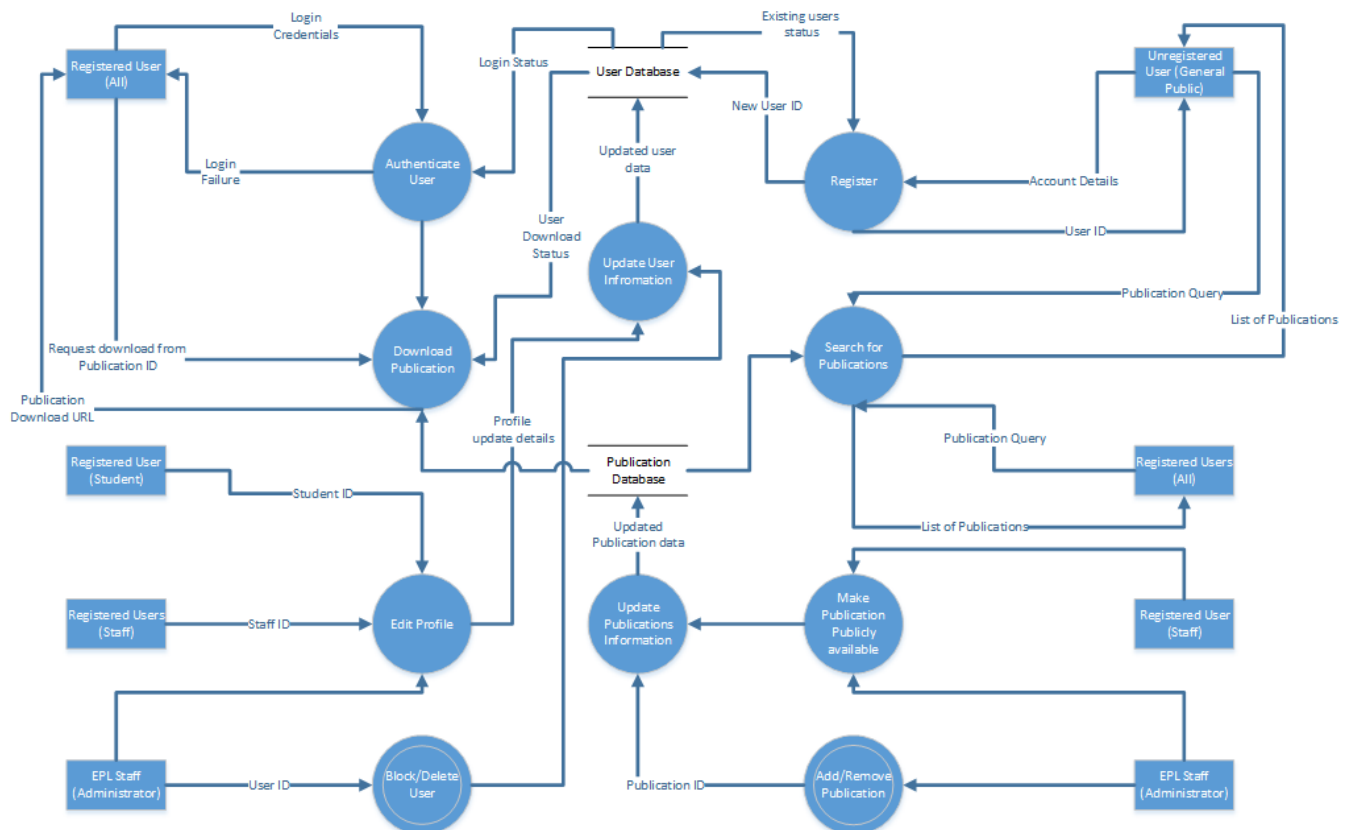 Login
Credentials
Existing users
status
Registered User
(All)
Login Status
User Database
Unregistered
User (General
Public)
New User ID
Login
Failure
Authenticate
User
Updated user
data
Register
Account Details
User
Download
Status
User ID
Update User
Infromation
Publication Query
List of Publications
Request download from
Publication ID
Download
Publication
Search for
Publications
Publication
Download URL
Profile
update details
Publication Query
Registered User
(Student)
Publication
Database
Registered Users
(All)
Student ID
List of Publications
Updated
Publication data
Registered Users
(Staff)
Staff ID
Edit Profile
Update
Publications
Information
Make
Publication
Publicly
available
Registered User
(Staff)
EPL Staff
(Administrator)
User ID
Block/Delete
User
Publication ID
Add/Remove
Publication
EPL Staff
(Administrator)